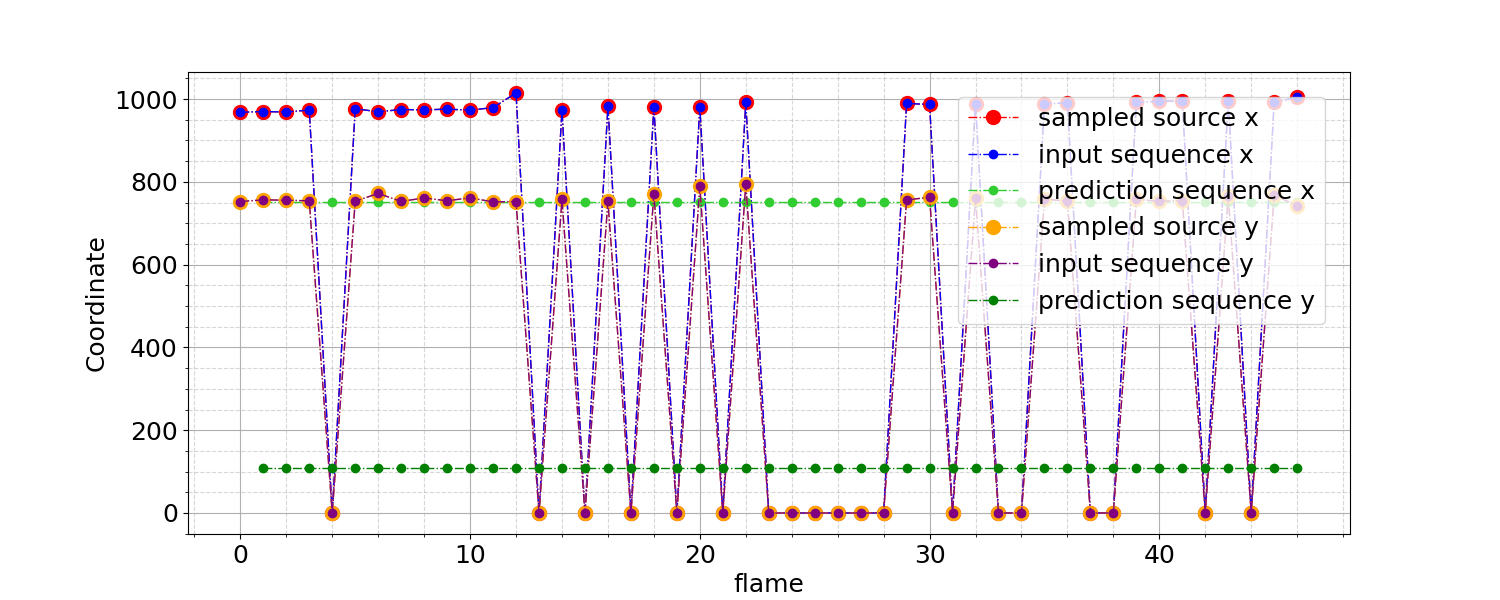 1000
800
600
400
200
0
Coordinate
0 10 20 30 40
flame
sampled source x
input sequence x
prediction sequence x
sampled source y
input sequence y
prediction sequence y